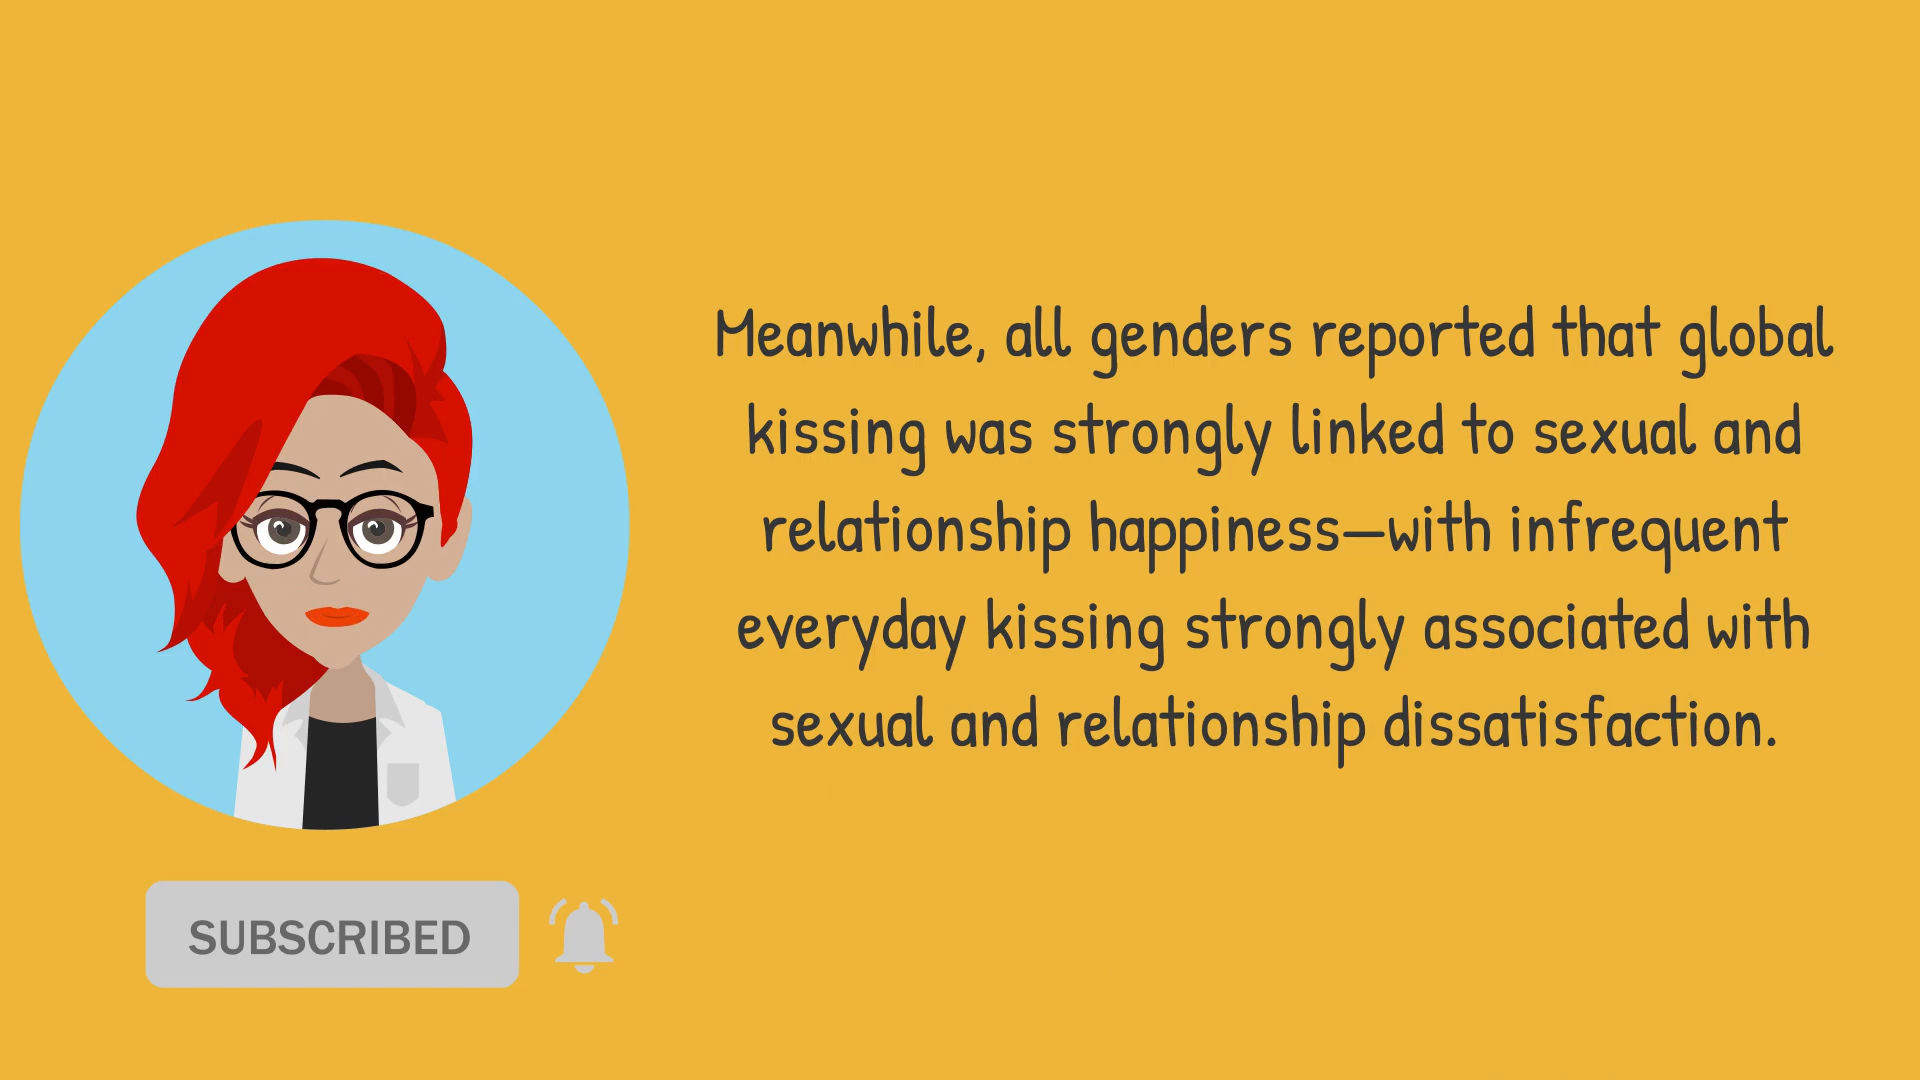 Meanwhile, all genders reported that global
kissing was strongly linked to sexual and
relationship happiness—with infrequent
everyday kissing strongly associated with
sexual and relationship dissatisfaction.
SUBSCRIBED